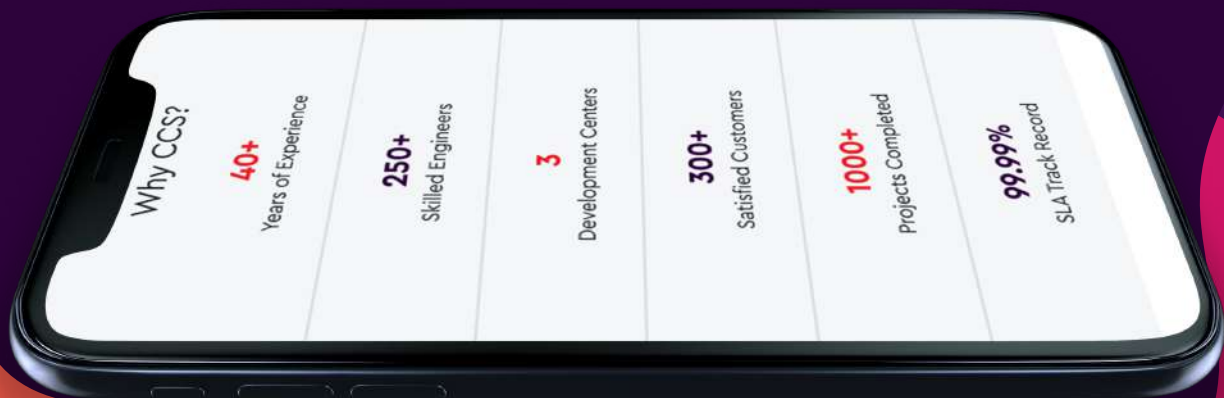 Why CCS?
40+
Years of Experience
250+
Skilled Engineers
3
Development Centers
300+
Satisfied Customers
1000+
Projects Completed
99.99%
SLA Track Record